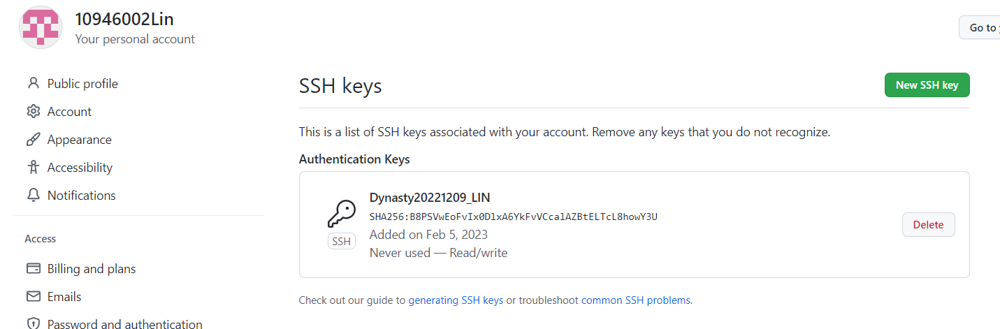 10946002Lin
Your personal account
Go to
Public profile
Account
Appearance
Accessibility
Notifications
Access
Billing and plans
Emails
Password and authentication
SSH keys
New SSH key
This is a list of SSH keys associated with your account. Remove any keys that you do not recognize.
Authentication Keys
Dynasty20221209_LIN
SHA256:B8PSVwEoFvIx0DlxA6YkFvVCcalAZBtELTcL8howY3U
Added on Feb 5, 2023
Never used — Read/write
SSH
Delete
Check out our guide to generating SSH keys or troubleshoot common SSH problems.